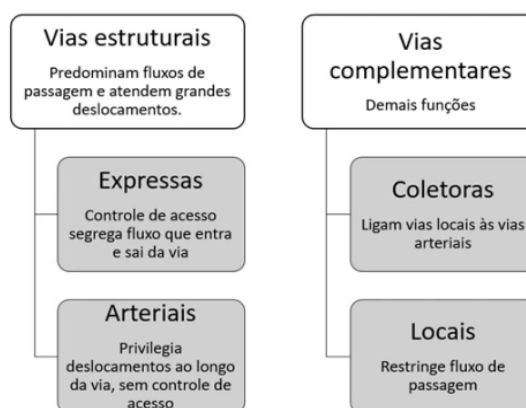 Vias estruturais
Predominam fluxos de
passagem e atendem grandes
deslocamentos.
Expressas
Controle de acesso
segrega fluxo que entra
e sai da via
Arteriais
Privilegia
deslocamentos ao longo
da via, sem controle de
acesso
Vias
complementares
Demais funções
Coletoras
Ligam vias locais às vias
arteriais
Locais
Restringe fluxo de
passagem